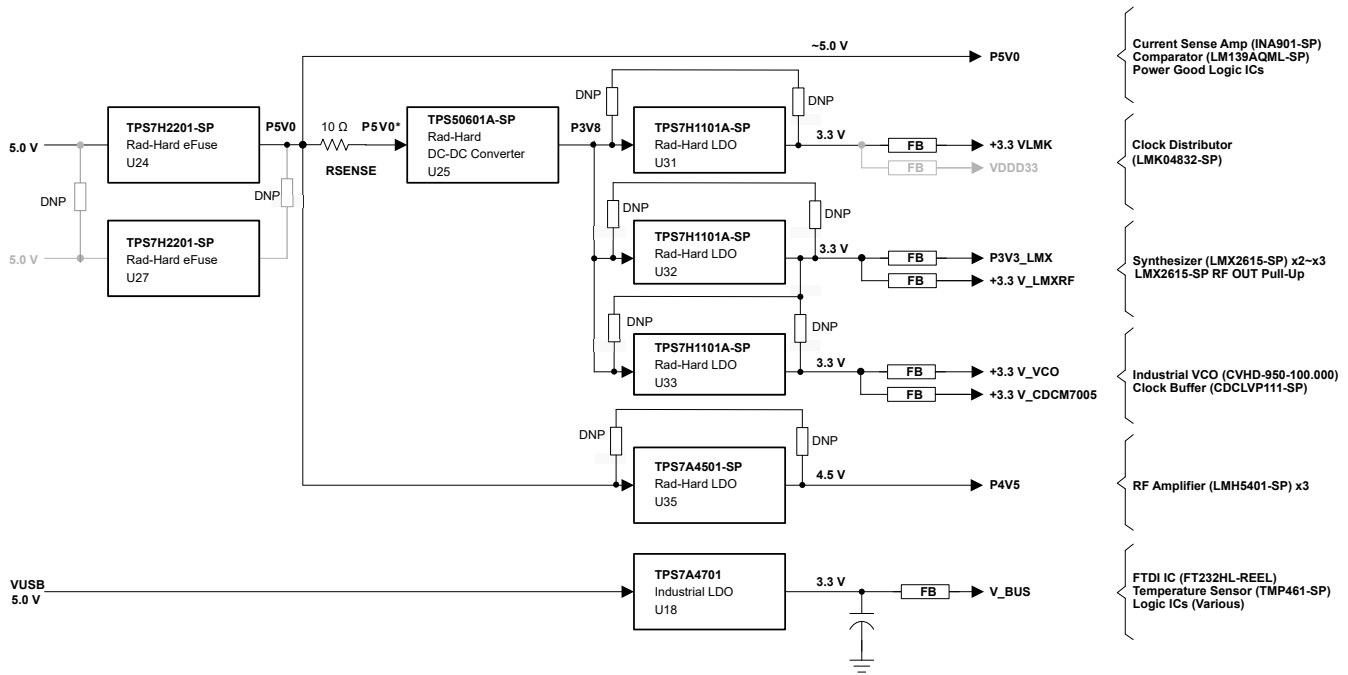 ~5.0 V
P5V0
Current Sense Amp (INA901-SP)
Comparator (LM139AQML-SP)
Power Good Logic ICs
5.0 V
TPS7H2201-SP
Rad-Hard eFuse
U24
P5V0
10 Ω
RSENSE
P5V0*
TPS50601A-SP
Rad-Hard
DC-DC Converter
U25
P3V8
DNP
DNP
TPS7H1101A-SP
Rad-Hard LDO
U31
3.3 V
FB
+3.3 VLMK
FB
VDDD33
Clock Distributor
(LMK04832-SP)
DNP
DNP
5.0 V
TPS7H2201-SP
Rad-Hard eFuse
U27
DNP
DNP
TPS7H1101A-SP
Rad-Hard LDO
U32
3.3 V
FB
P3V3_LMX
FB
+3.3 V_LMXRF
Synthesizer (LMX2615-SP) x2~x3
LMX2615-SP RF OUT Pull-Up
DNP
DNP
TPS7H1101A-SP
Rad-Hard LDO
U33
3.3 V
FB
+3.3 V_VCO
FB
+3.3 V_CDCM7005
Industrial VCO (CVHD-950-100.000)
Clock Buffer (CDCLVP111-SP)
DNP
DNP
TPS7A4501-SP
Rad-Hard LDO
U35
4.5 V
P4V5
RF Amplifier (LMH5401-SP) x3
VUSB
5.0 V
TPS7A4701
Industrial LDO
U18
3.3 V
FB
V_BUS
FTDI IC (FT232HL-REEL)
Temperature Sensor (TMP461-SP)
Logic ICs (Various)